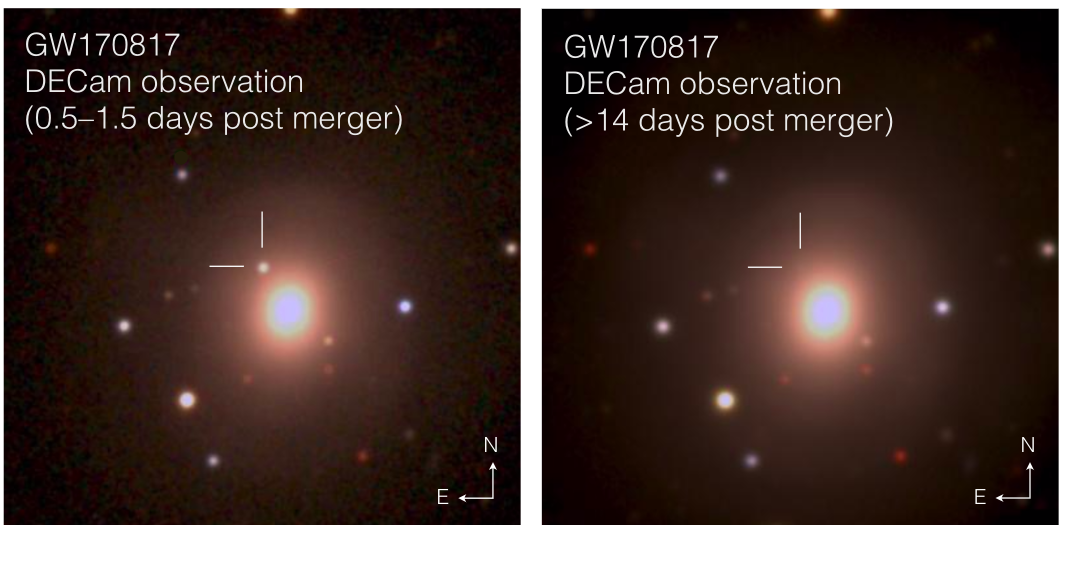 GW170817
DECam observation
(0.5–1.5 days post merger)
N
E
GW170817
DECam observation
(>14 days post merger)
N
E